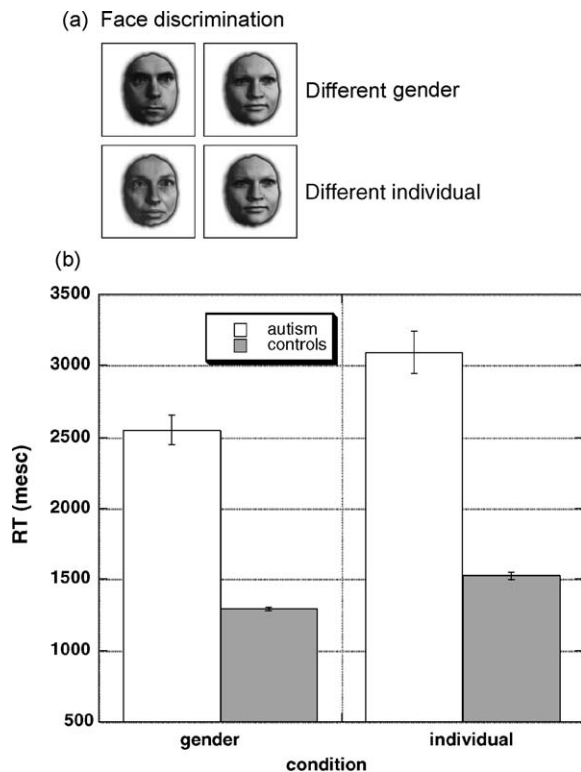 (a) Face discrimination
Different gender
Different individual
(b)
3500
3000
2500
2000
1500
1000
500
RT (mesc)
autism
controls
gender
individual
condition